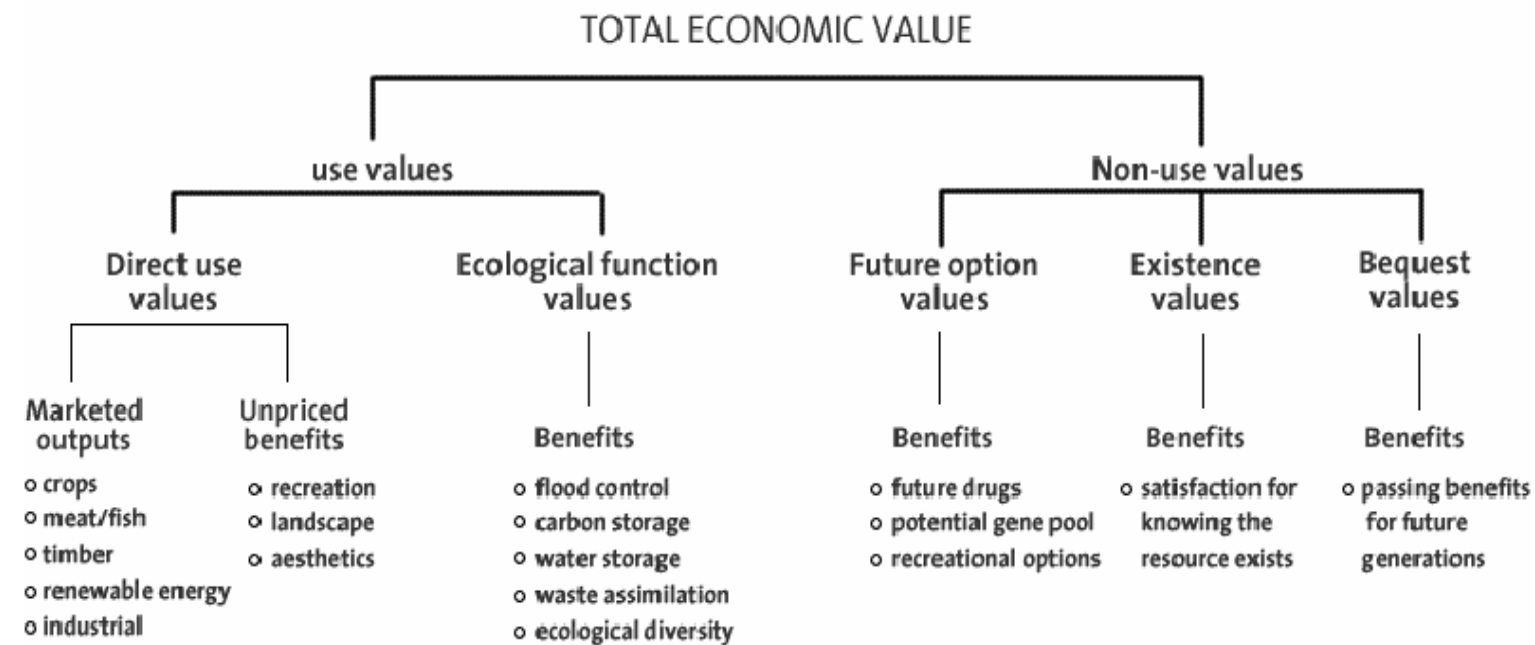 TOTAL ECONOMIC VALUE
use values
Non-use values
Direct use
values
Ecological function
values
Future option
values
Existence
values
Bequest
values
Marketed
outputs
o crops
o meat/fish
o timber
o renewable energy
o industrial
Unpriced
benefits
o recreation
o landscape
o aesthetics
Benefits
o flood control
o carbon storage
o water storage
o waste assimilation
o ecological diversity
Benefits
o future drugs
o potential gene pool
o recreational options
Benefits
o satisfaction for
knowing the
resource exists
Benefits
o passing benefits
for future
generations